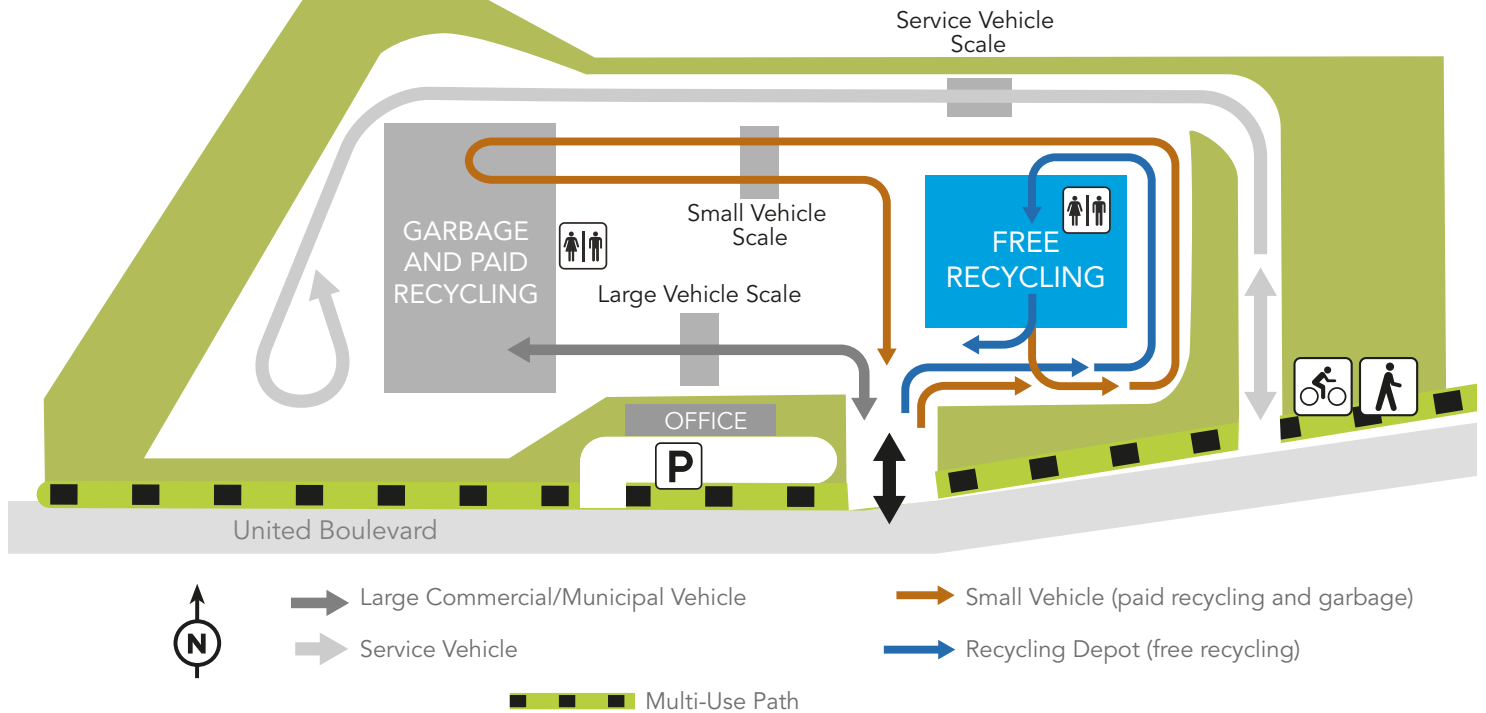 Service Vehicle
Scale
GARBAGE
AND PAID
RECYCLING
Small Vehicle
Scale
FREE
RECYCLING
Large Vehicle Scale
OFFICE
P
United Boulevard
N
Large Commercial/Municipal Vehicle
Service Vehicle
Small Vehicle (paid recycling and garbage)
Recycling Depot (free recycling)
Multi-Use Path